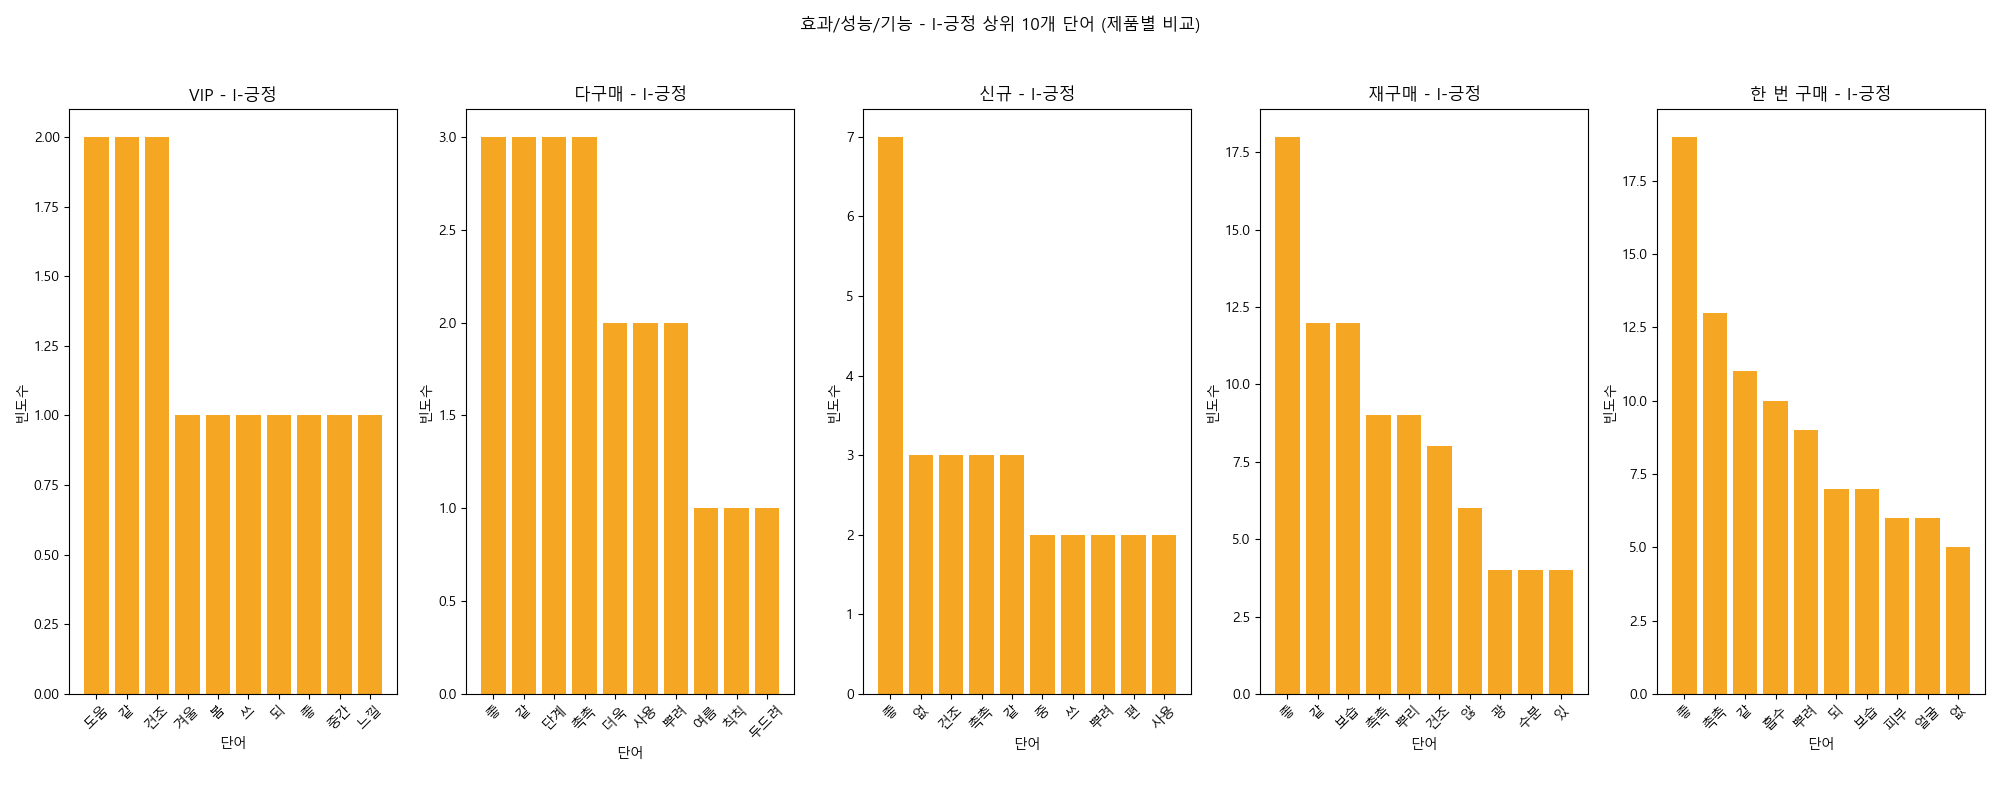 효과/성능/기능 - I-긍정 상위 10개 단어 (제품별 비교)
VIP - I-긍정
빈도수
2.00
1.75
1.50
1.25
1.00
0.75
0.50
0.25
0.00
도움 같 건조 겨울 봄 쓰 되 좋 중간 느낄
단어
다구매 - I-긍정
빈도수
3.0
2.5
2.0
1.5
1.0
0.5
0.0
좋 같 단계 촉촉 더욱 사용 뿌려 여름 칙칙 두드려
단어
신규 - I-긍정
빈도수
7
6
5
4
3
2
1
0
좋 없 건조 촉촉 같 중 쓰 뿌려 편 사용
단어
재구매 - I-긍정
빈도수
17.5
15.0
12.5
10.0
7.5
5.0
2.5
0.0
좋 같 보습 촉촉 뿌리 건조 않 광 수분 있
단어
한 번 구매 - I-긍정
빈도수
17.5
15.0
12.5
10.0
7.5
5.0
2.5
0.0
좋 촉촉 같 흡수 뿌려 되 보습 피부 얼굴 없
단어